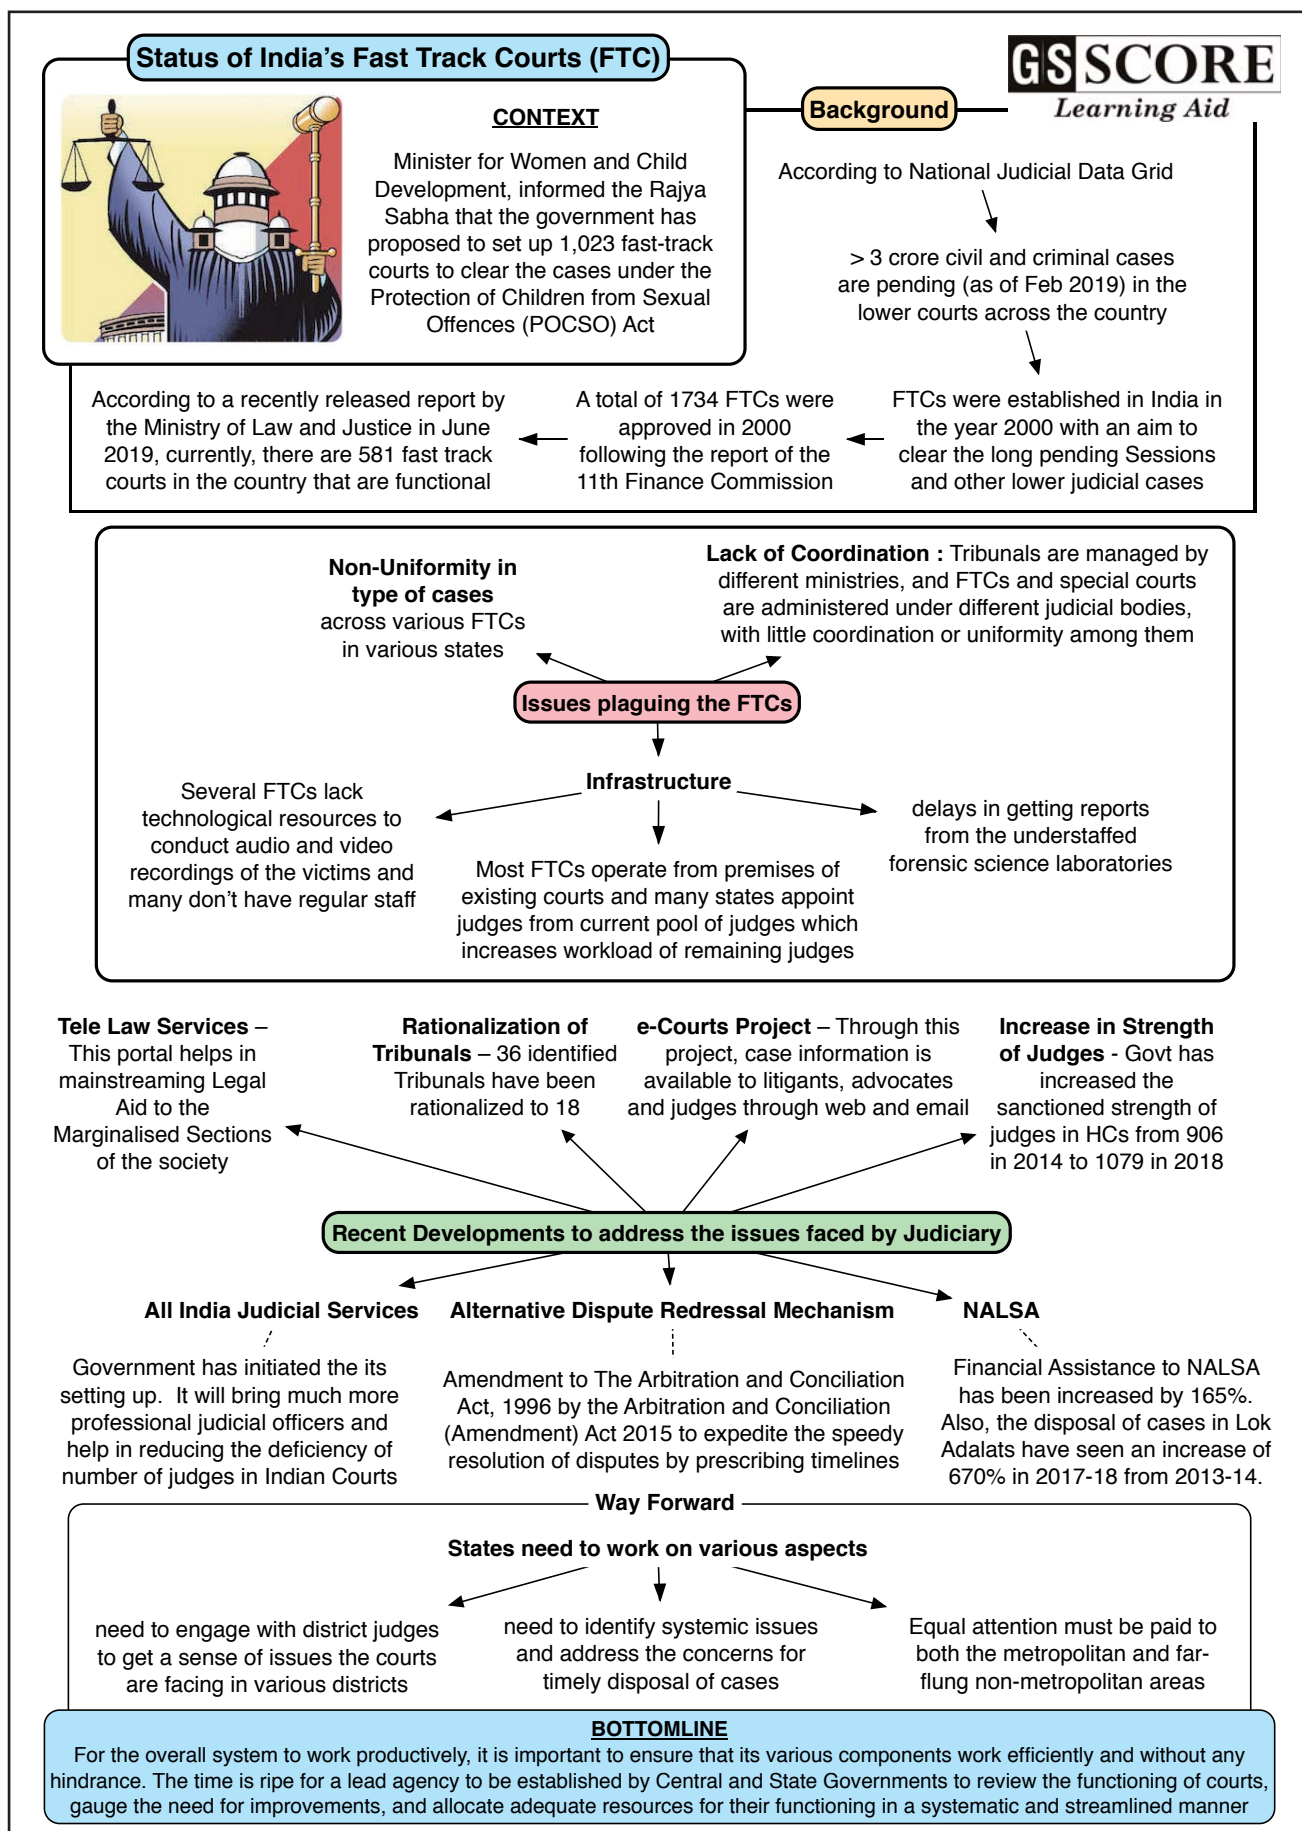 Status of India's Fast Track Courts (FTC)
GS SCORE
Learning Aid
CONTEXT
Minister for Women and Child
Development, informed the Rajya
Sabha that the government has
proposed to set up 1,023 fast-track
courts to clear the cases under the
Protection of Children from Sexual
Offences (POCSO) Act
Background
According to National Judicial Data Grid
> 3 crore civil and criminal cases
are pending (as of Feb 2019) in the
lower courts across the country
FTCs were established in India in
the year 2000 with an aim to
clear the long pending Sessions
and other lower judicial cases
A total of 1734 FTCs were
approved in 2000
following the report of the
11th Finance Commission
According to a recently released report by
the Ministry of Law and Justice in June
2019, currently, there are 581 fast track
courts in the country that are functional
Non-Uniformity in
type of cases
across various FTCs
in various states
Lack of Coordination : Tribunals are managed by
different ministries, and FTCs and special courts
are administered under different judicial bodies,
with little coordination or uniformity among them
Issues plaguing the FTCs
Infrastructure
Several FTCs lack
technological resources to
conduct audio and video
recordings of the victims and
many don't have regular staff
Most FTCs operate from premises of
existing courts and many states appoint
judges from current pool of judges which
increases workload of remaining judges
delays in getting reports
from the understaffed
forensic science laboratories
Tele Law Services –
This portal helps in
mainstreaming Legal
Aid to the
Marginalised Sections
of the society
Rationalization of
Tribunals – 36 identified
Tribunals have been
rationalized to 18
e-Courts Project – Through this
project, case information is
available to litigants, advocates
and judges through web and email
Increase in Strength
of Judges - Govt has
increased the
sanctioned strength of
judges in HCs from 906
in 2014 to 1079 in 2018
Recent Developments to address the issues faced by Judiciary
All India Judicial Services
Government has initiated the its
setting up.  It will bring much more
professional judicial officers and
help in reducing the deficiency of
number of judges in Indian Courts
Alternative Dispute Redressal Mechanism
Amendment to The Arbitration and Conciliation
Act, 1996 by the Arbitration and Conciliation
(Amendment) Act 2015 to expedite the speedy
resolution of disputes by prescribing timelines
NALSA
Financial Assistance to NALSA
has been increased by 165%.
Also, the disposal of cases in Lok
Adalats have seen an increase of
670% in 2017-18 from 2013-14.
Way Forward
States need to work on various aspects
need to engage with district judges
to get a sense of issues the courts
are facing in various districts
need to identify systemic issues
and address the concerns for
timely disposal of cases
Equal attention must be paid to
both the metropolitan and far-
flung non-metropolitan areas
BOTTOMLINE
For the overall system to work productively, it is important to ensure that its various components work efficiently and without any
hindrance. The time is ripe for a lead agency to be established by Central and State Governments to review the functioning of courts,
gauge the need for improvements, and allocate adequate resources for their functioning in a systematic and streamlined manner